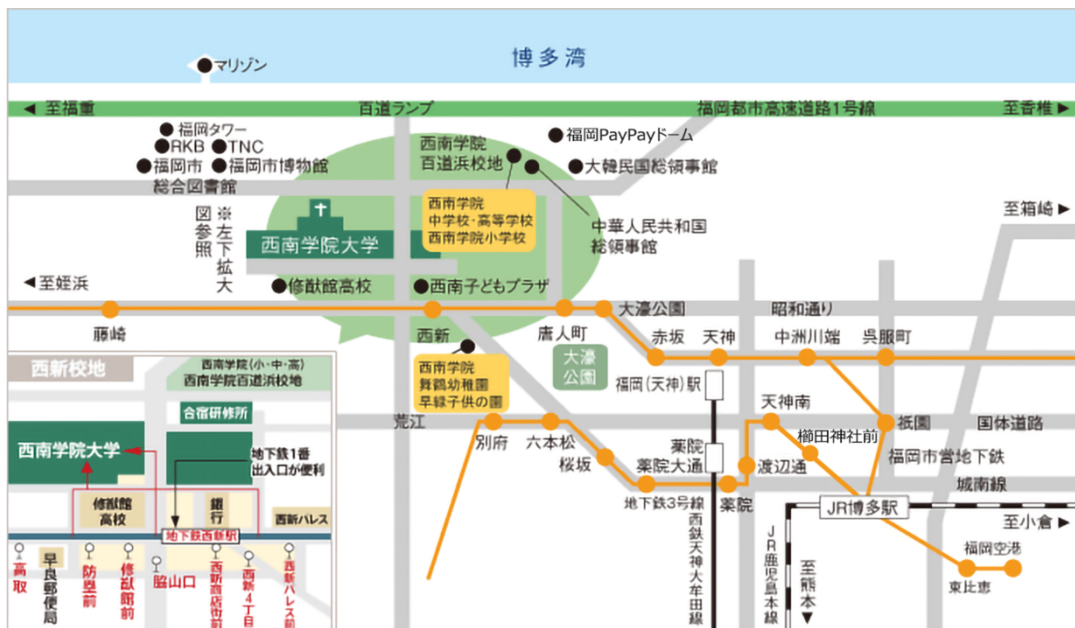 博多湾
マリゾン
◀ 至福重
百道ランプ
福岡都市高速道路1号線
至香椎 ▶
福岡タワー
RKB
TNC
福岡市
福岡市博物館
総合図書館
西南学院
百道浜校地
福岡PayPayドーム
大韓民国総領事館
西南学院
中学校・高等学校
西南学院小学校
中華人民共和国
総領事館
至箱崎 ▶
※左下拡大
図参照
西南学院大学
◀至姪浜
修猷館高校
西南子どもプラザ
大濠公園
昭和通り
藤崎
西新
唐人町
赤坂
天神
中洲川端
呉服町
大濠
公園
西南学院
舞鶴幼稚園
早緑子供の園
福岡(天神)駅
天神南
荒江
別府
六本松
桜坂
薬院
薬院大通
渡辺通
櫛田神社前
祇園
国体道路
福岡市営地下鉄
地下鉄3号線
薬院
城南線
JR博多駅
至小倉 ▶
西鉄天神大牟田線
JR鹿児島本線
至熊本▼
福岡空港
東比恵
西新校地
西南学院(小・中・高)
西南学院百道浜校地
合宿研修所
西南学院大学
地下鉄1番
出入口が便利
修猷館
高校
銀行
西新パレス
地下鉄西新駅
高取
早良郵便局
防塁前
修猷館前
脇山口
西新商店街前
西新4丁目
西新パレス前